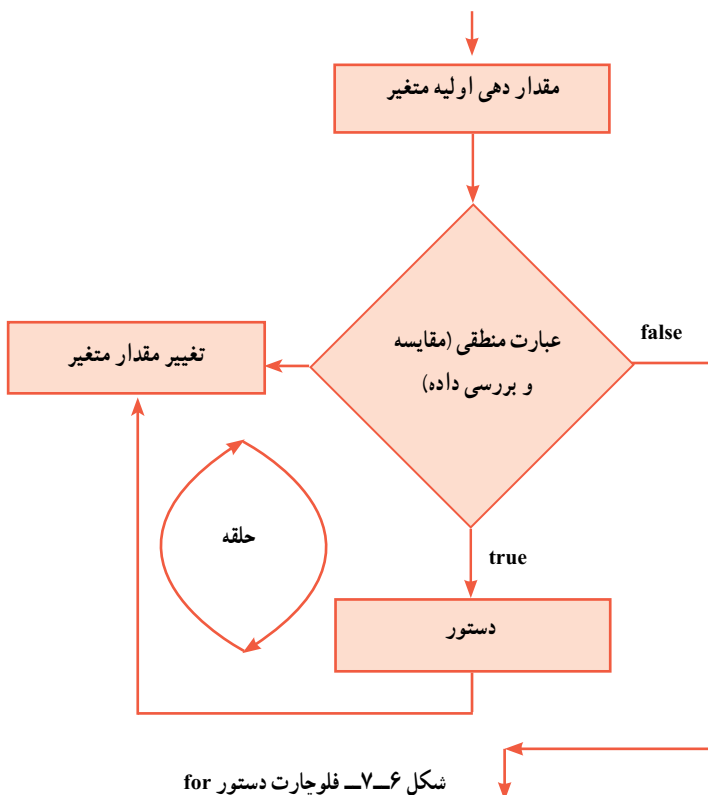 مقدار دهی اولیه متغیر
عبارت منطقی (مقایسه
و بررسی داده)
false
تغییر مقدار متغیر
حلقه
true
دستور
شکل ۶ــ۷ــ فلوچارت دستور for